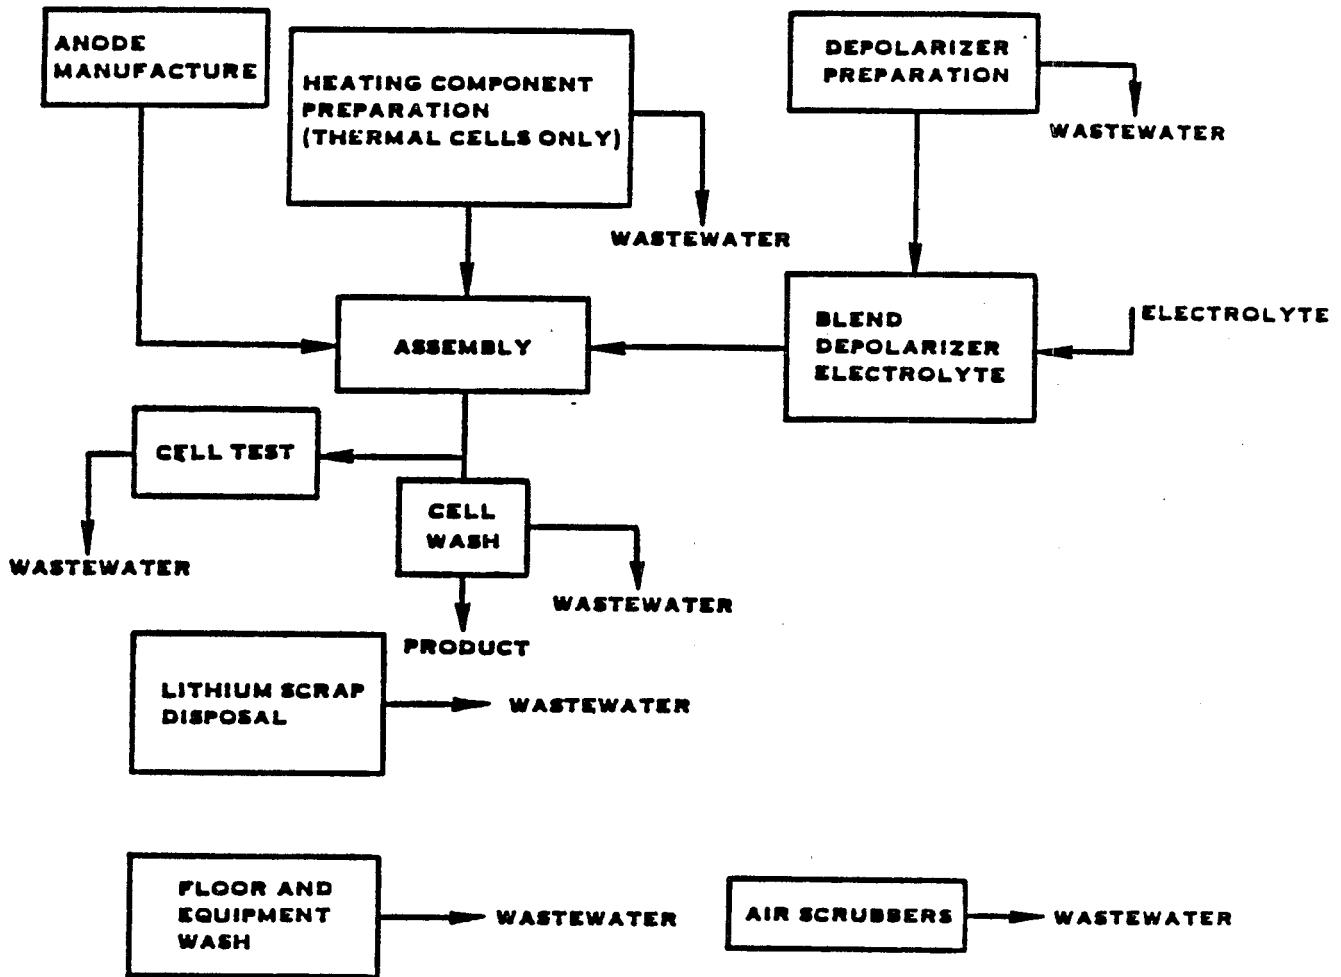 ANODE
MANUFACTURE
HEATING COMPONENT
PREPARATION
(THERMAL CELLS ONLY)
DEPOLARIZER
PREPARATION
WASTEWATER
WASTEWATER
ASSEMBLY
BLEND
DEPOLARIZER
ELECTROLYTE
ELECTROLYTE
CELL TEST
WASTEWATER
CELL
WASH
WASTEWATER
PRODUCT
LITHIUM SCRAP
DISPOSAL
WASTEWATER
FLOOR AND
EQUIPMENT
WASH
WASTEWATER
AIR SCRUBBERS
WASTEWATER